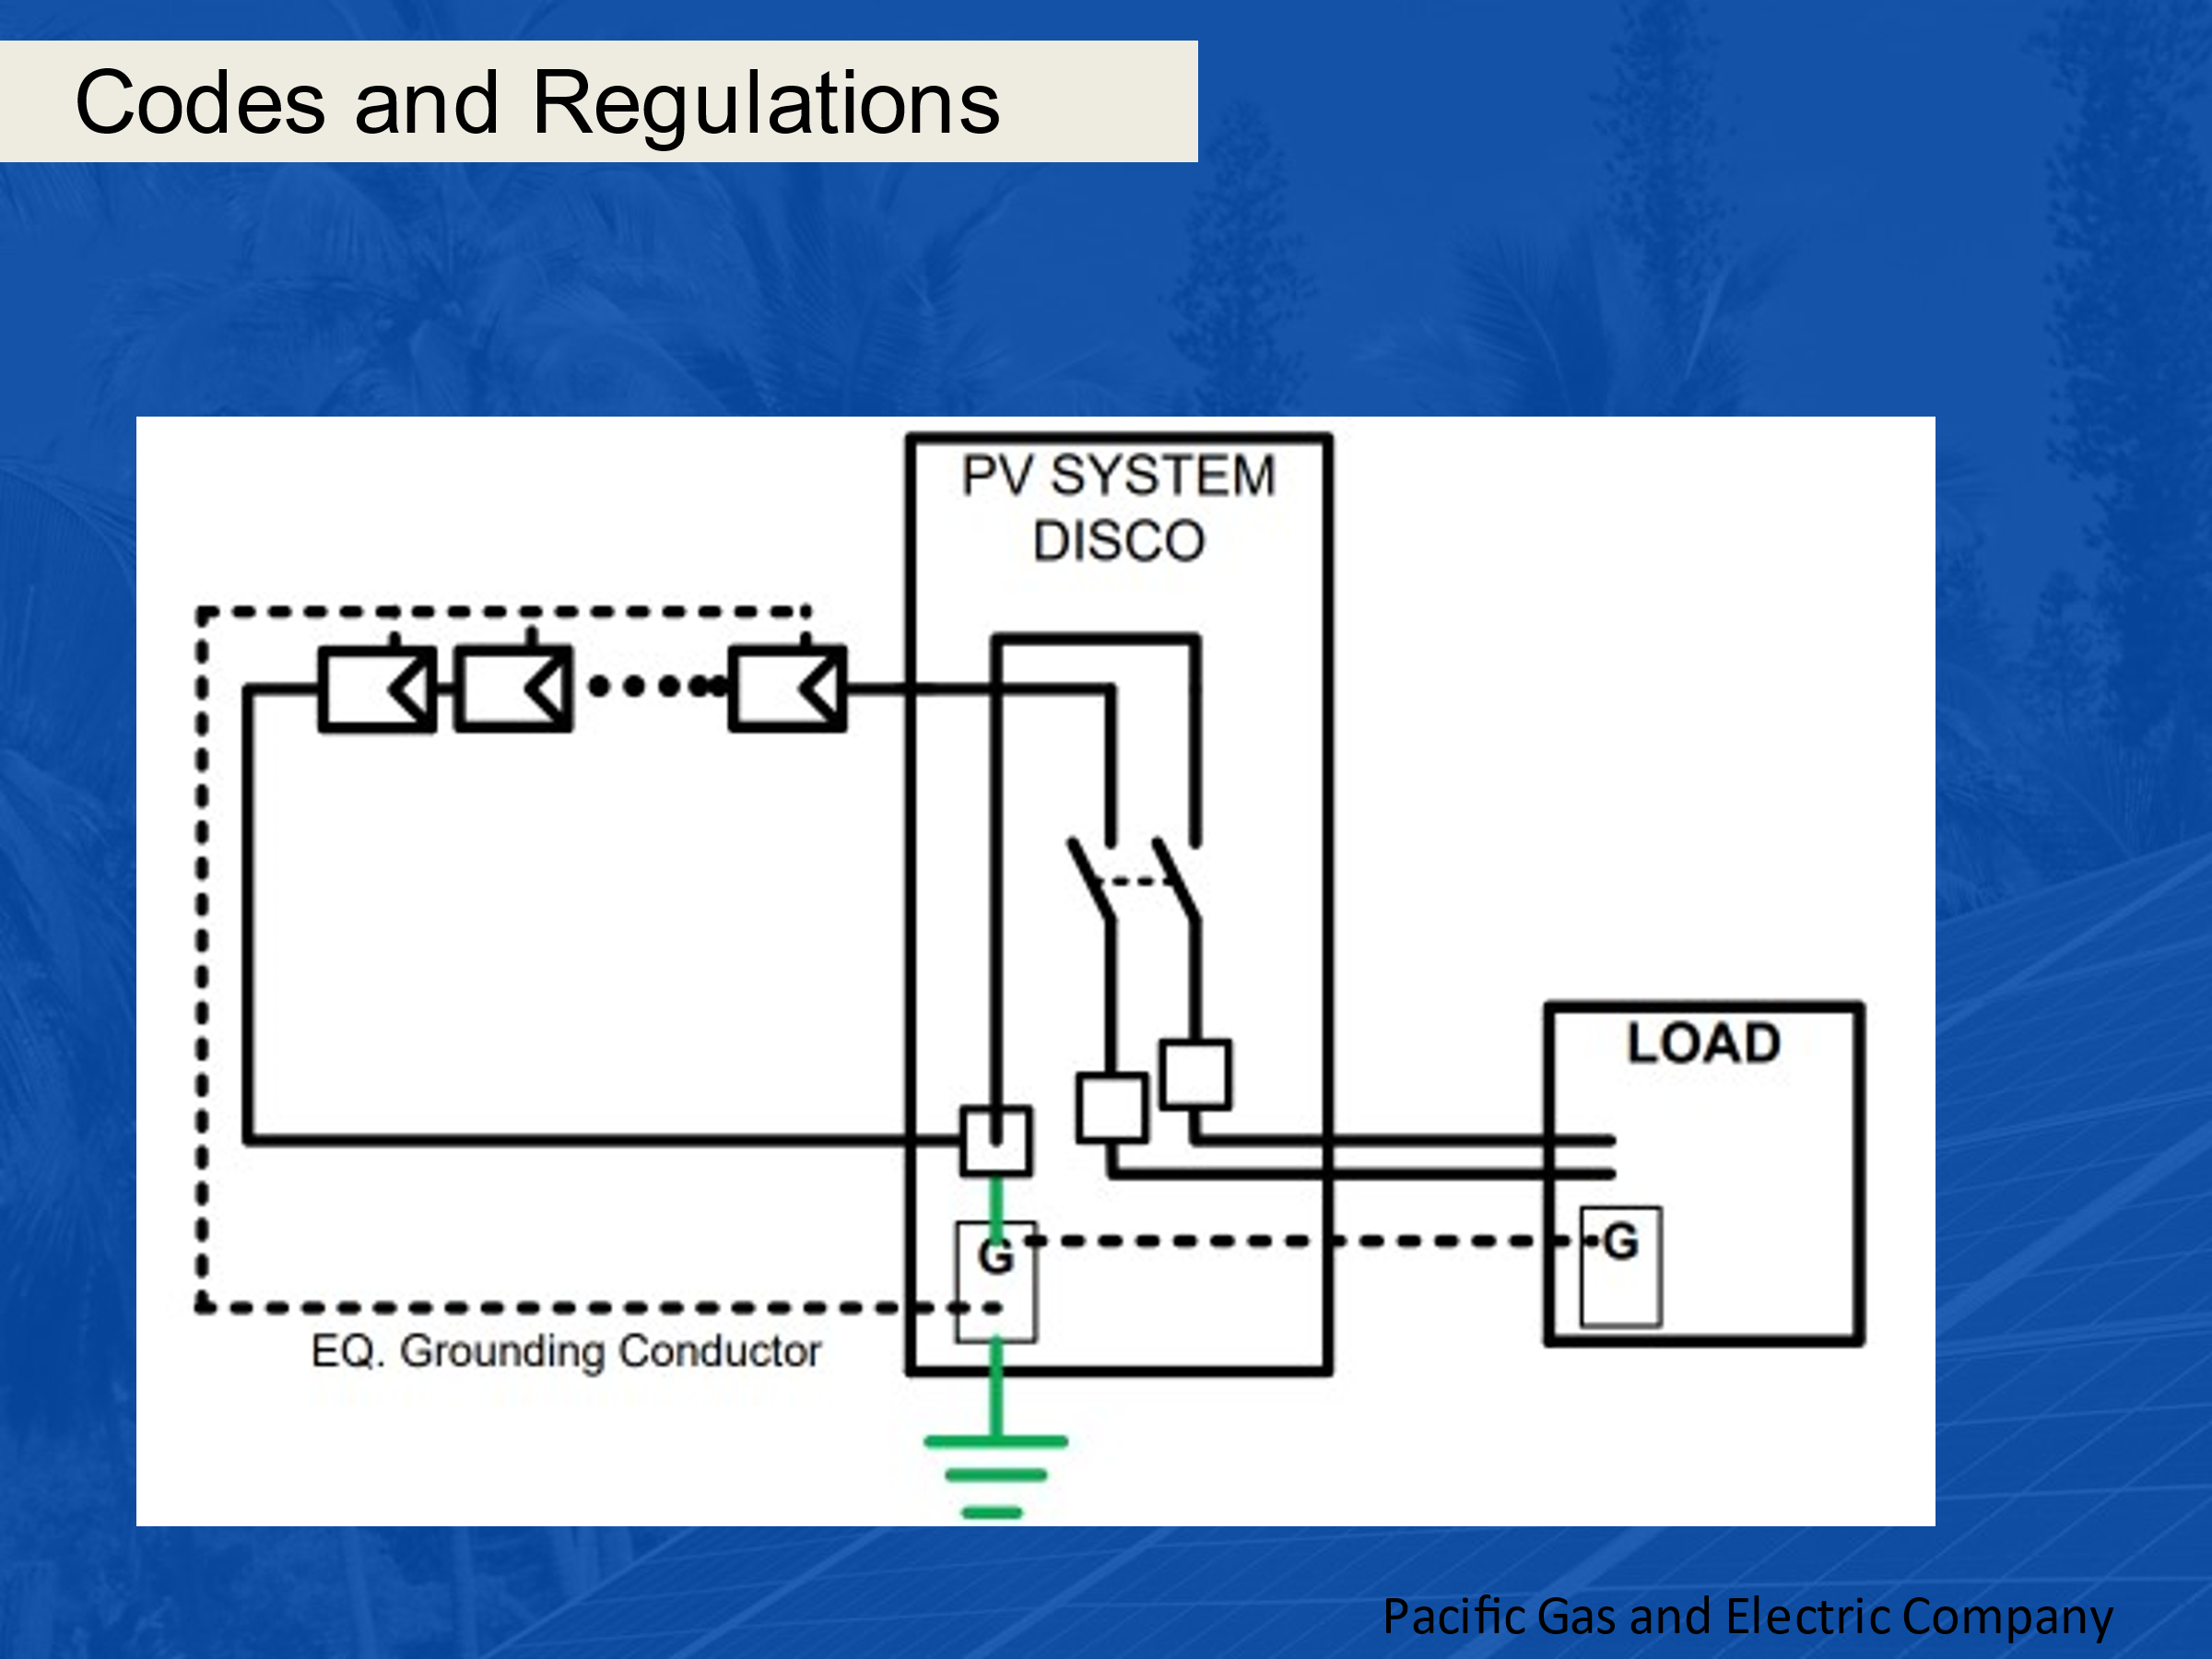 Codes and Regulations
PV SYSTEM
DISCO
LOAD
G
G
EQ. Grounding Conductor
Pacific Gas and Electric Company